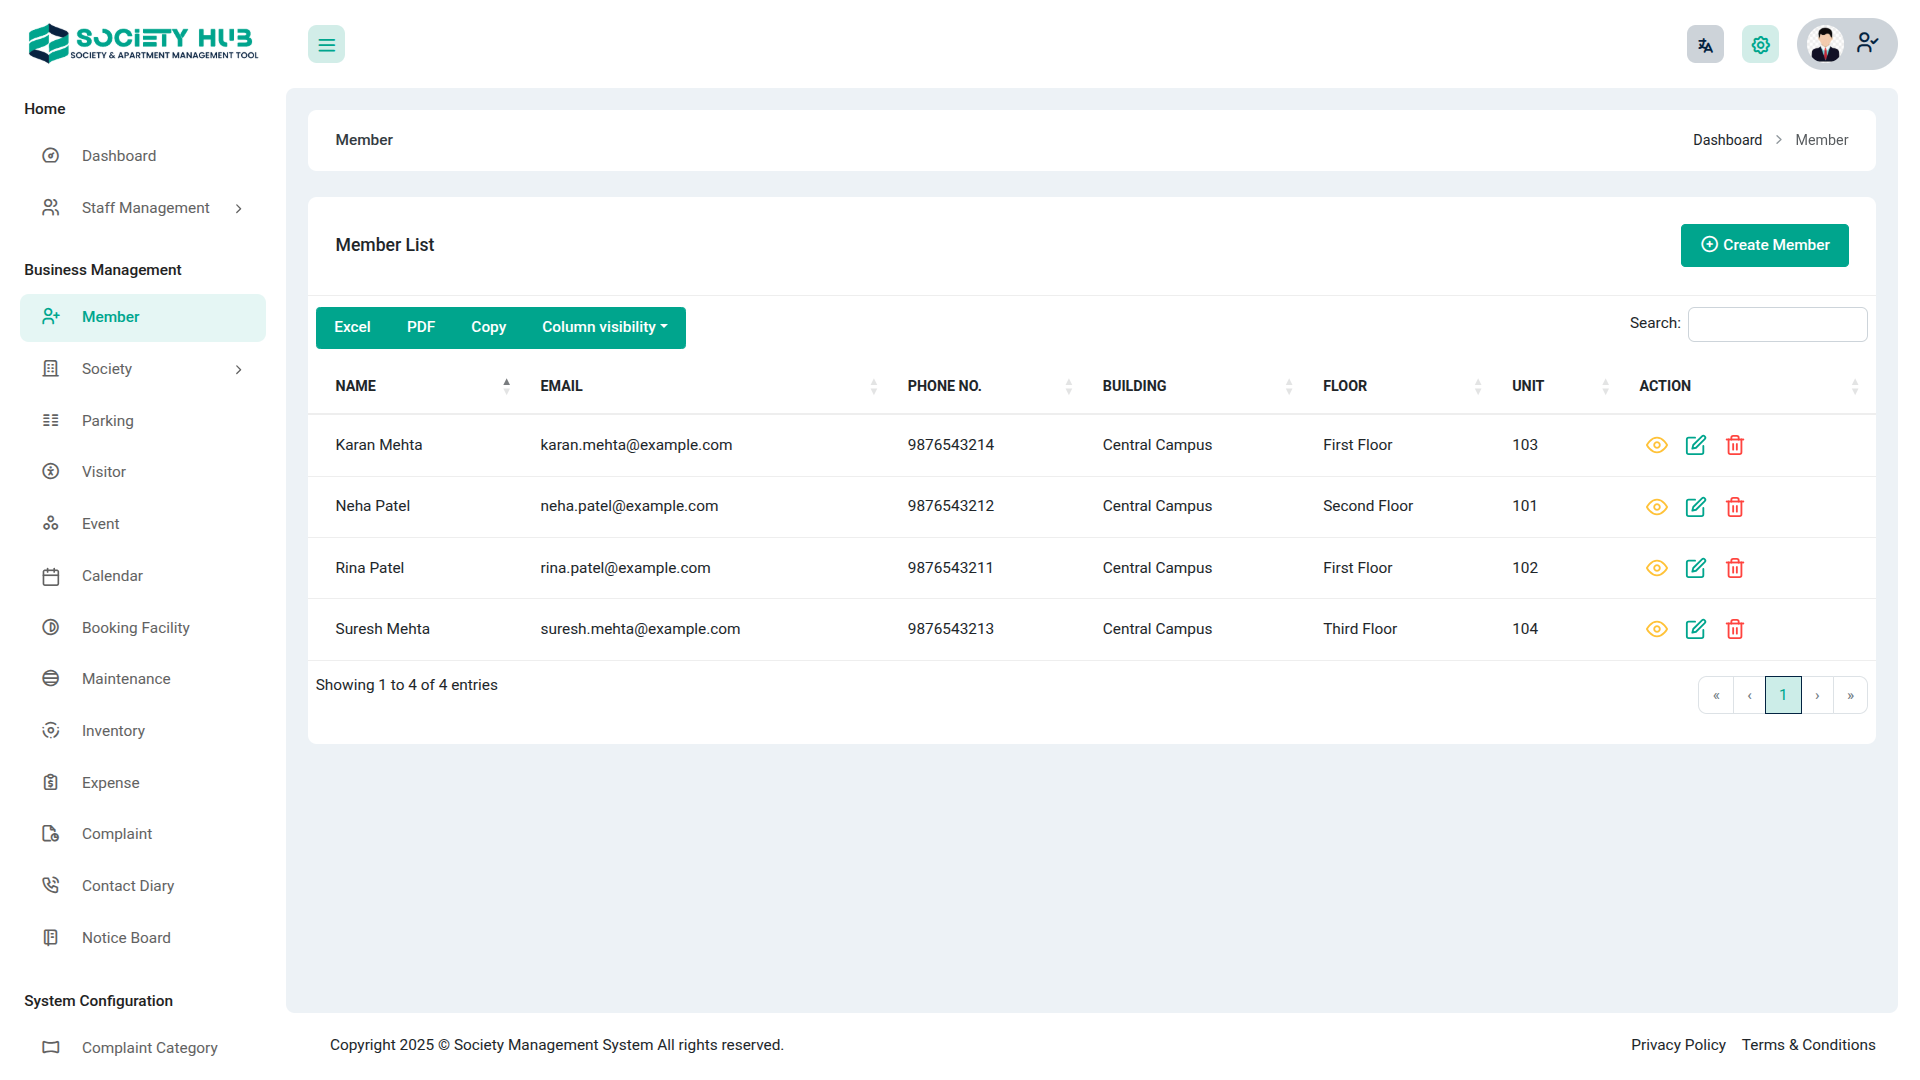 SOCiETY HUB
SOCIETY & APARTMENT MANAGEMENT TOOL
Home
Dashboard
Staff Management
Business Management
Member
Society
Parking
Visitor
Event
Calendar
Booking Facility
Maintenance
Inventory
Expense
Complaint
Contact Diary
Notice Board
System Configuration
Complaint Category
Member
Dashboard > Member
Member List
Create Member
Excel PDF Copy Column visibility
Search:
NAME EMAIL PHONE NO. BUILDING FLOOR UNIT ACTION
Karan Mehta karan.mehta@example.com 9876543214 Central Campus First Floor 103
Neha Patel neha.patel@example.com 9876543212 Central Campus Second Floor 101
Rina Patel rina.patel@example.com 9876543211 Central Campus First Floor 102
Suresh Mehta suresh.mehta@example.com 9876543213 Central Campus Third Floor 104
Showing 1 to 4 of 4 entries
« ‹ 1 › »
Copyright 2025 © Society Management System All rights reserved.
Privacy Policy Terms & Conditions